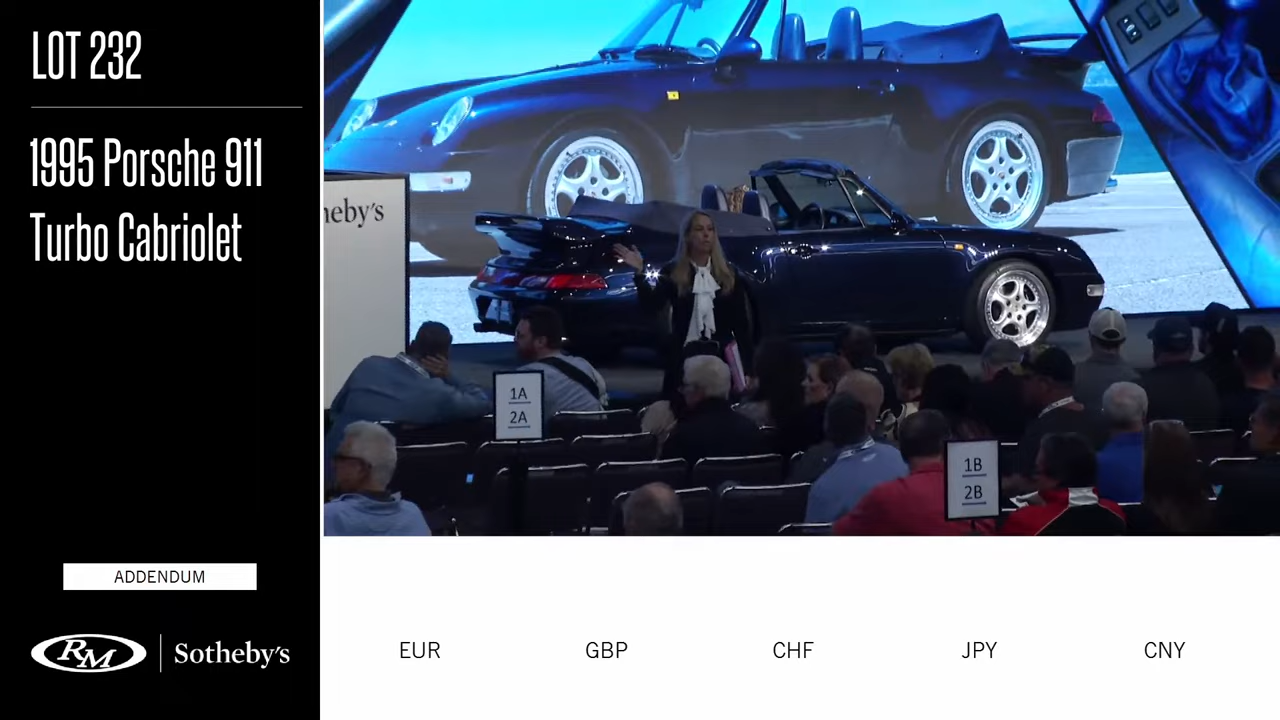 LOT 232
1995 Porsche 911
Turbo Cabriolet
ADDENDUM
RM
Sotheby's
heby's
1A
2A
1B
2B
EUR GBP CHF JPY CNY